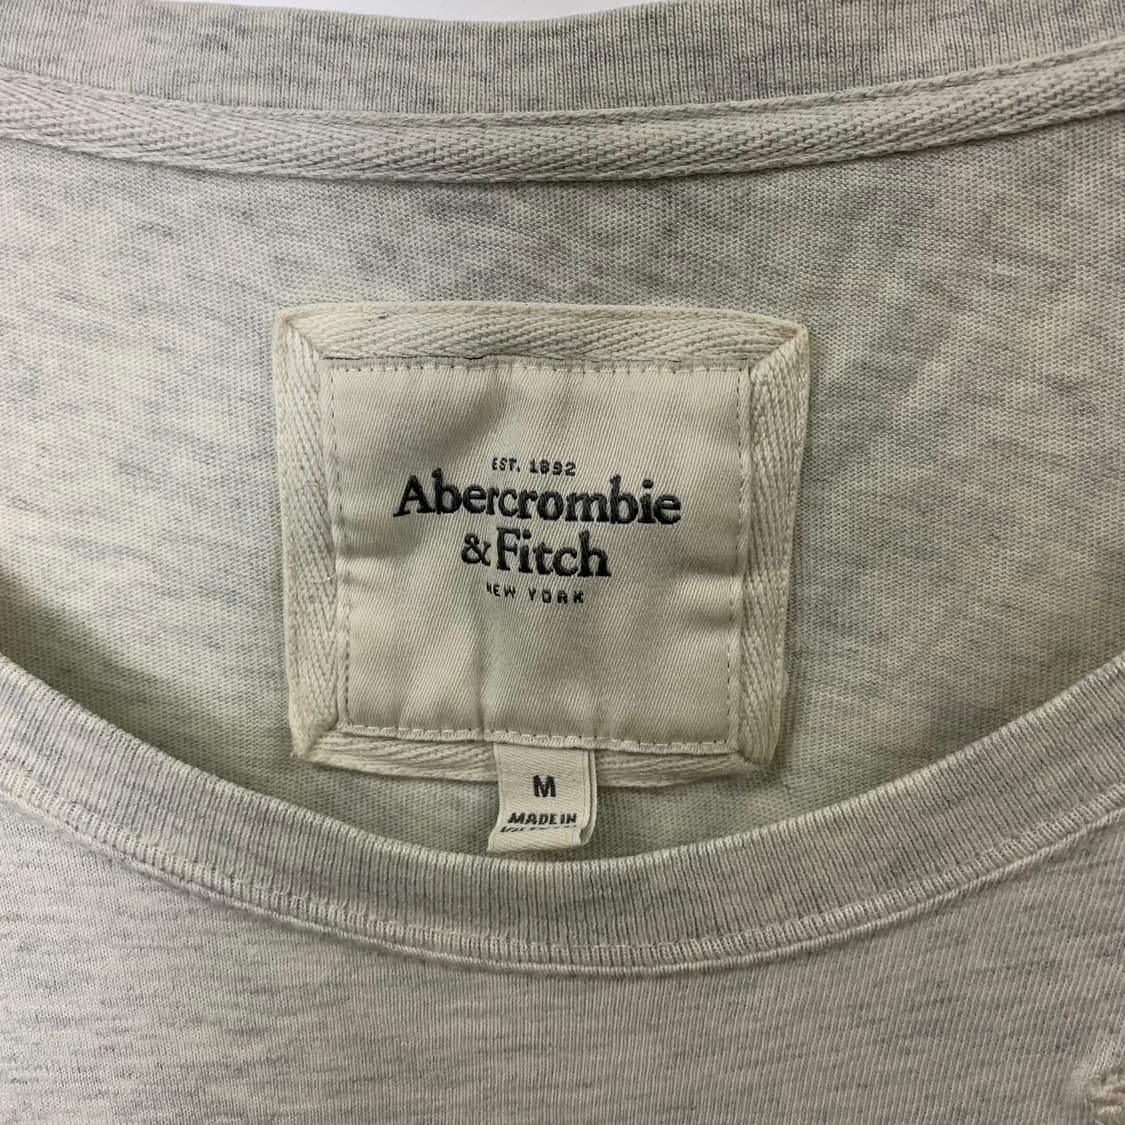 EST. 1892
Abercrombie
& Fitch
NEW YORK
M
MADE IN